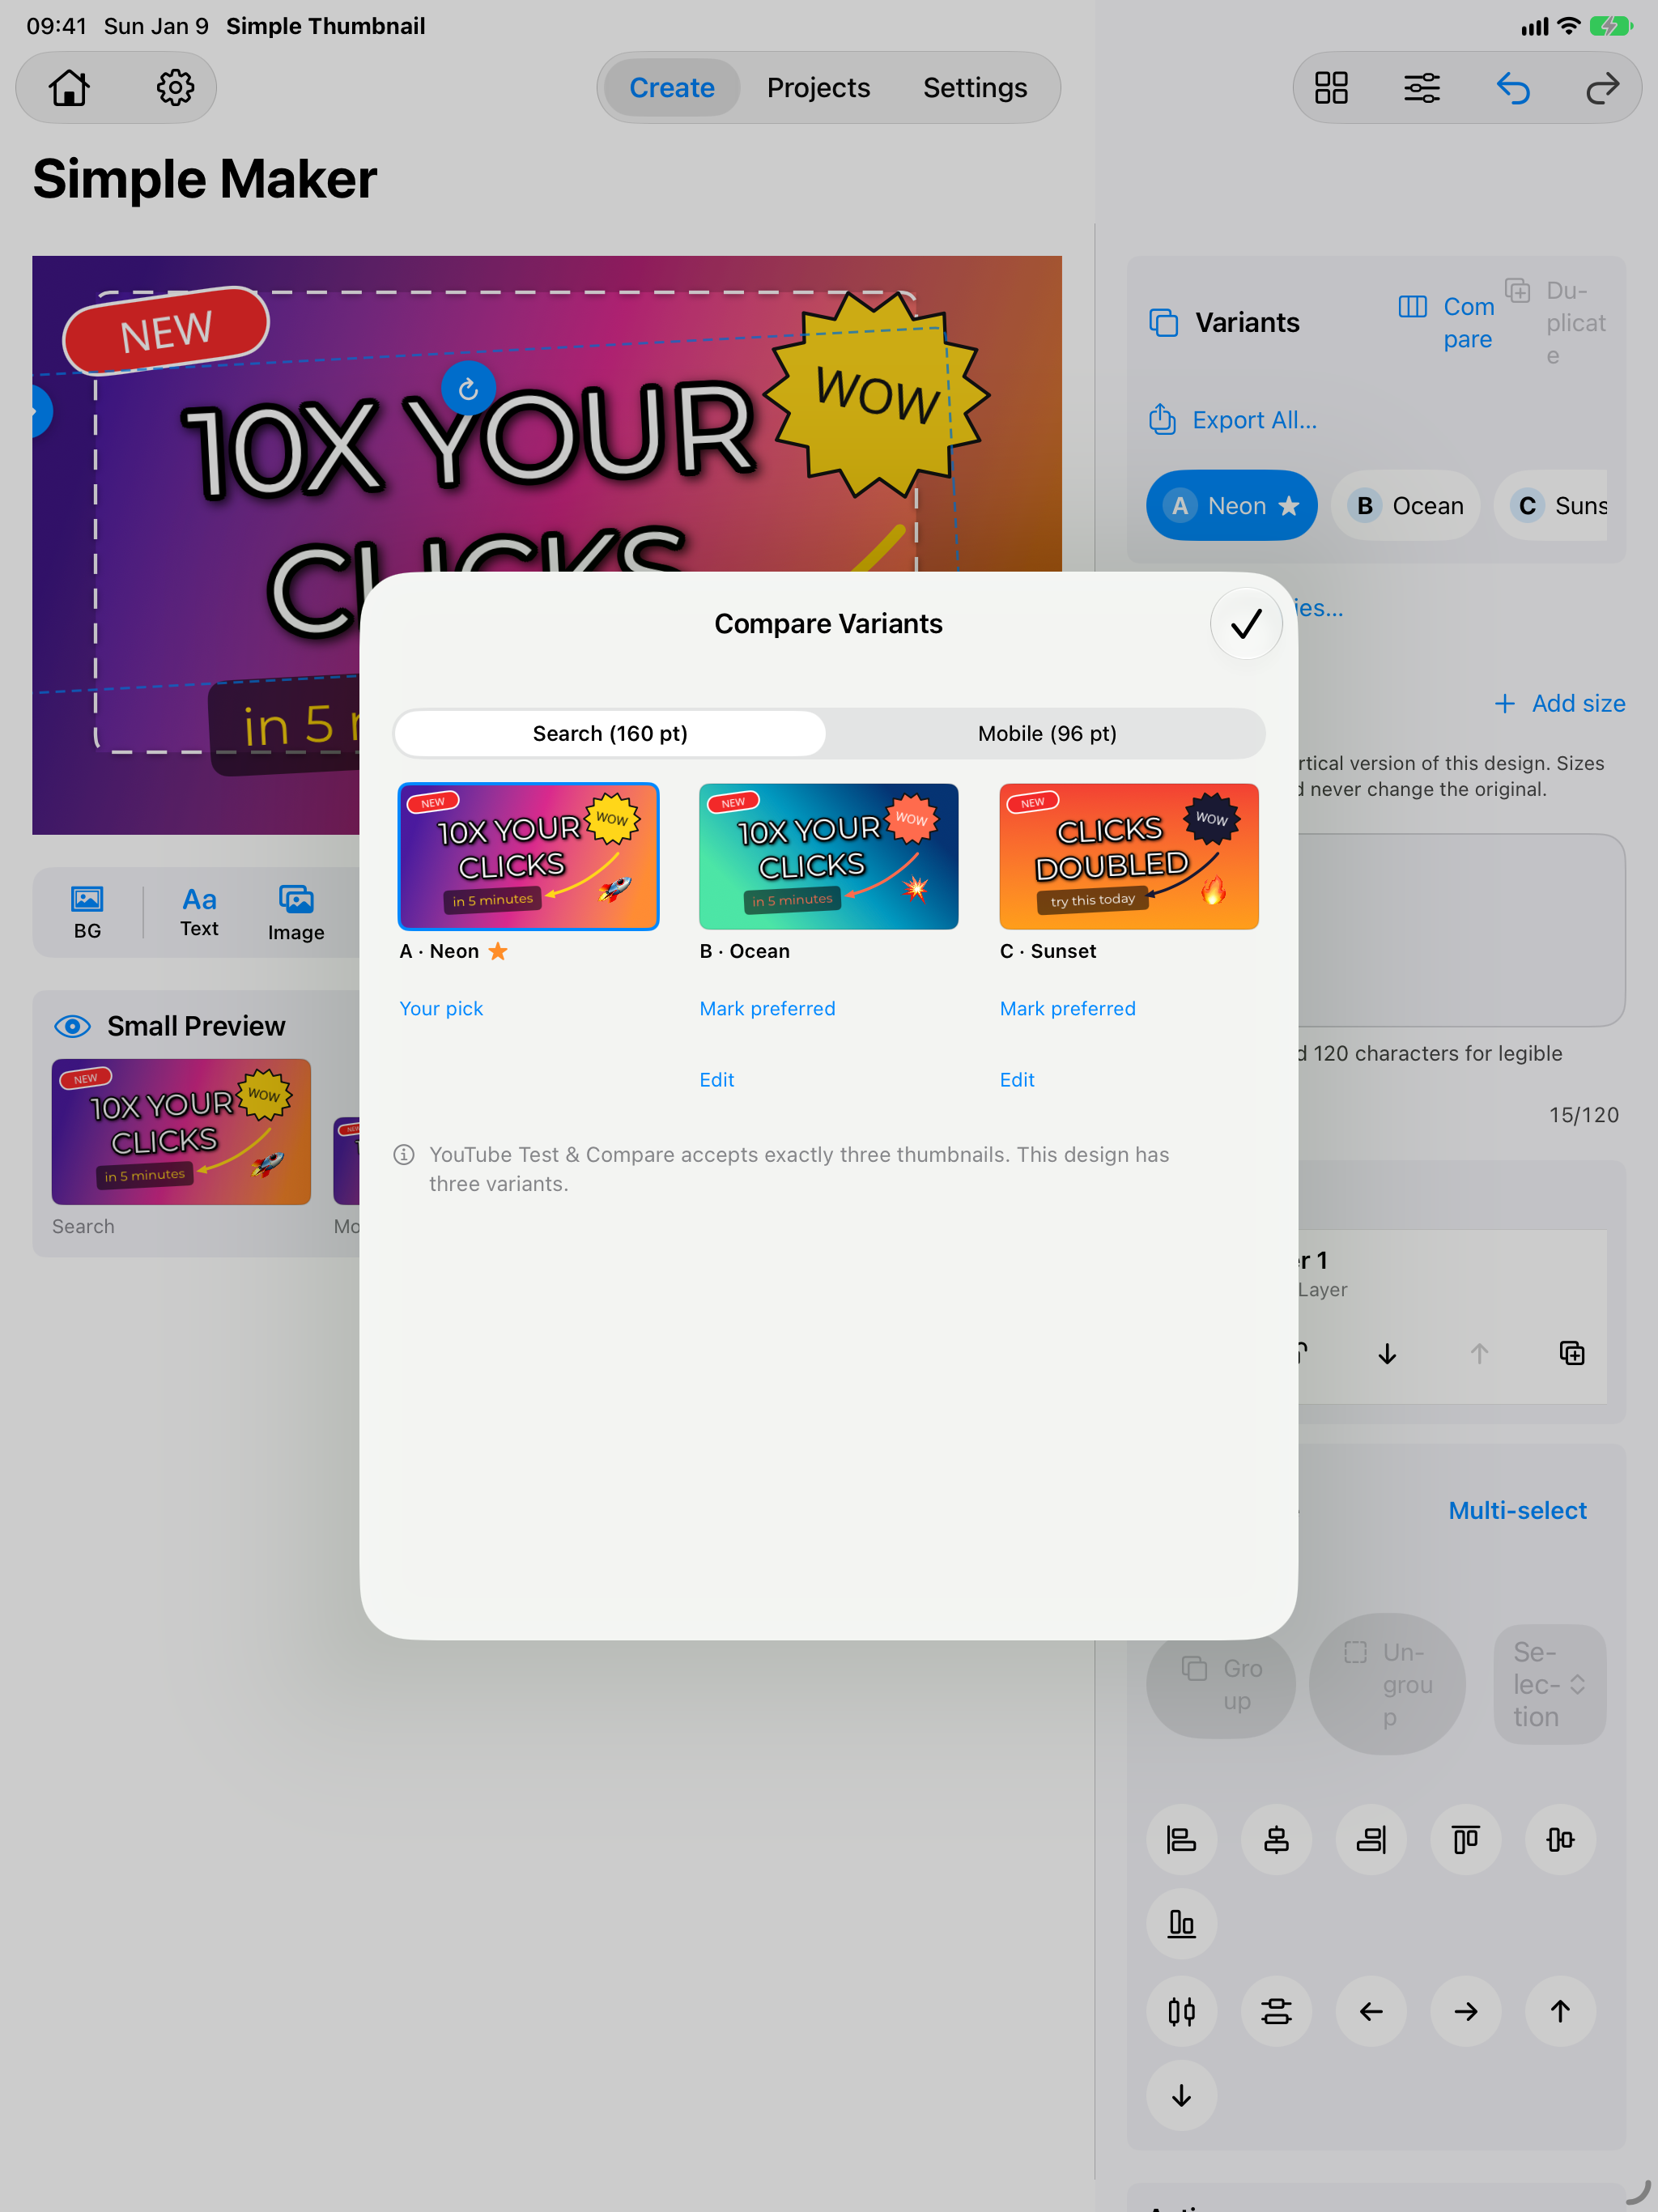 09:41 Sun Jan 9 Simple Thumbnail
Create Projects Settings
Simple Maker
NEW
WOW
10X YOUR
CLICKS
in 5
Variants
Com
pare
Du-
plicat
e
Export All...
A Neon
B Ocean
C Suns
ies...
Add size
rtical version of this design. Sizes
d never change the original.
d 120 characters for legible
15/120
BG
Aa
Text
Image
Small Preview
NEW
WOW
10X YOUR
CLICKS
in 5 minutes
Search
Mo
Compare Variants
Search (160 pt)
Mobile (96 pt)
NEW
WOW
10X YOUR
CLICKS
in 5 minutes
NEW
WOW
10X YOUR
CLICKS
in 5 minutes
NEW
WOW
CLICKS
DOUBLED
try this today
A · Neon
B · Ocean
C · Sunset
Your pick
Mark preferred
Mark preferred
Edit
Edit
YouTube Test & Compare accepts exactly three thumbnails. This design has
three variants.
er 1
Layer
Multi-select
Gro
up
Un-
grou
p
Se-
lec-
tion